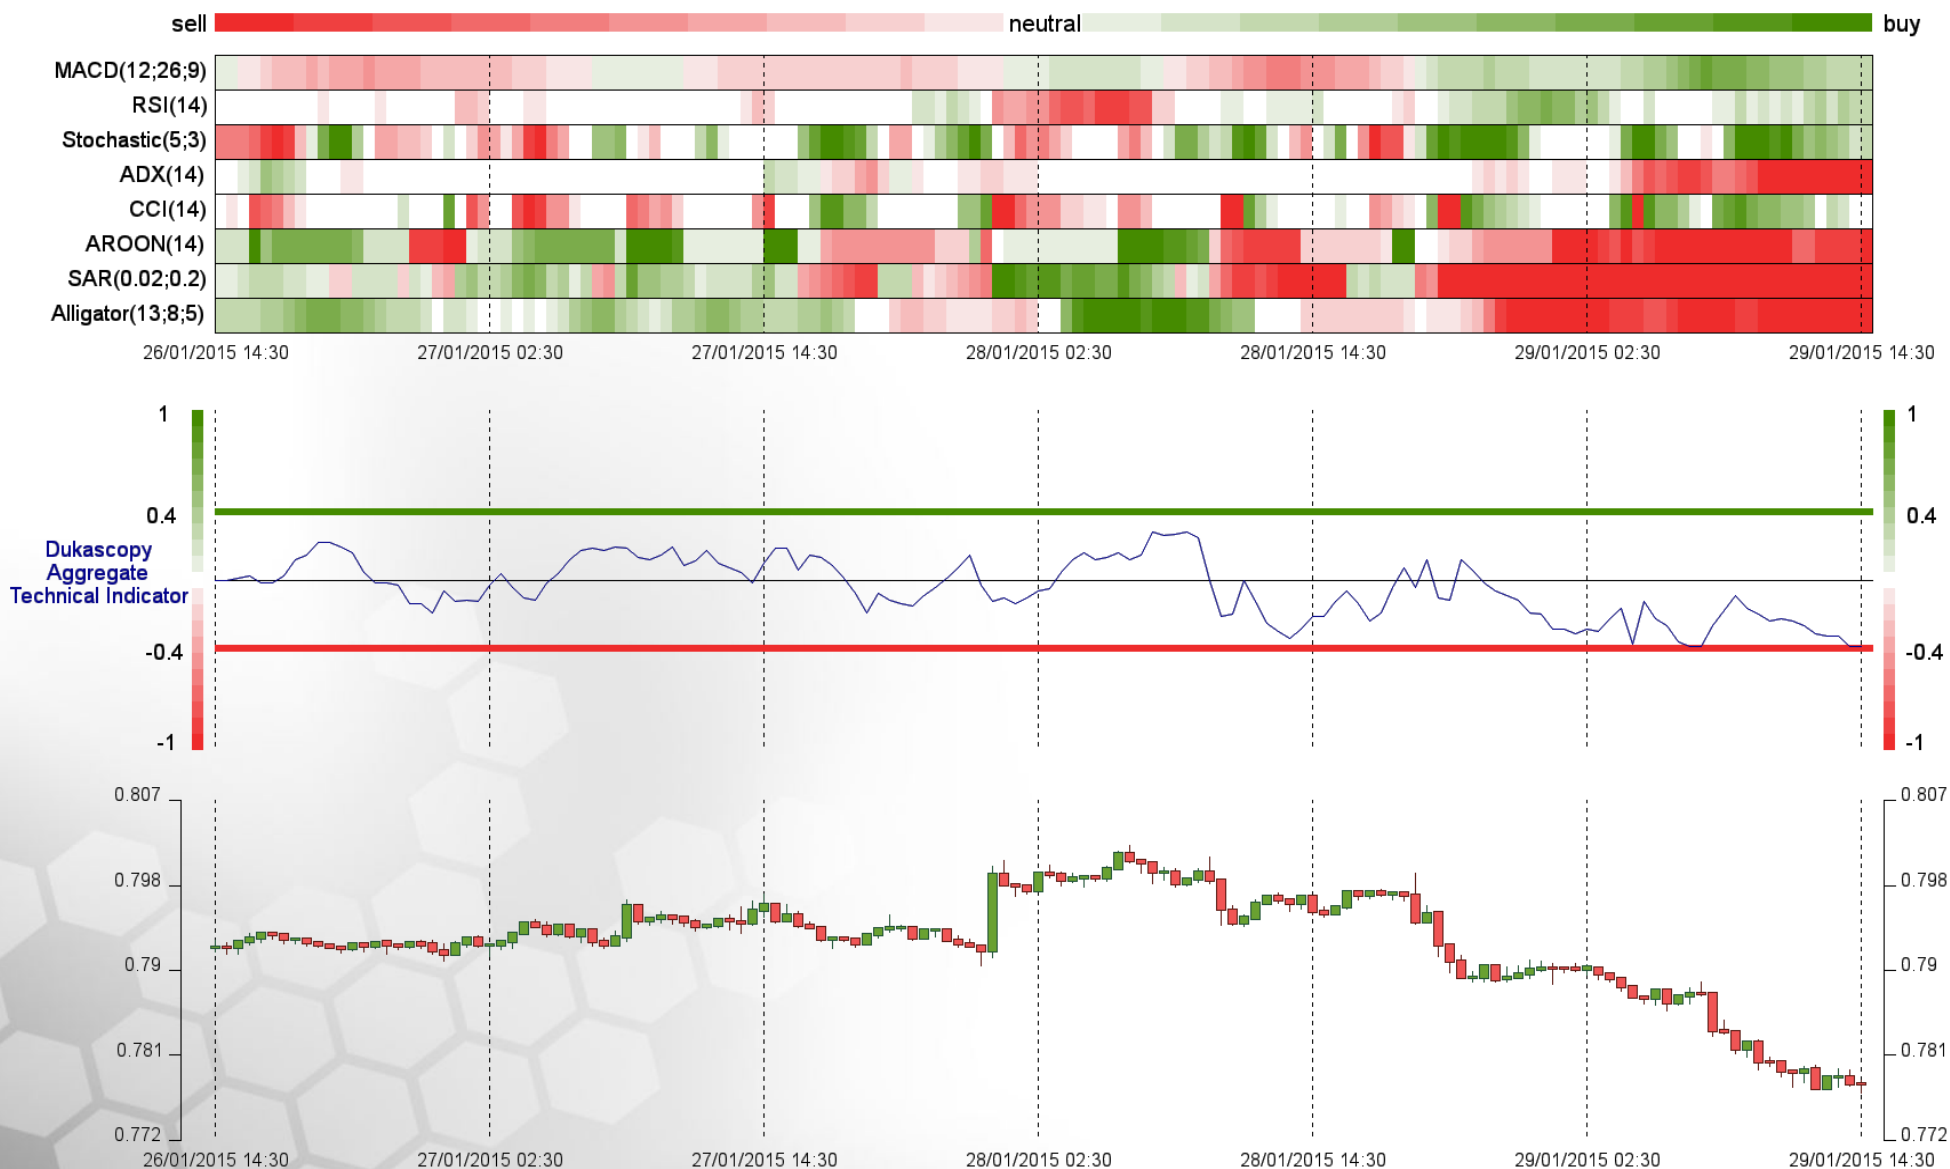 sell neutral buy
MACD(12;26;9)
RSI(14)
Stochastic(5;3)
ADX(14)
CCI(14)
AROON(14)
SAR(0.02;0.2)
Alligator(13;8;5)
26/01/2015 14:30 27/01/2015 02:30 27/01/2015 14:30 28/01/2015 02:30 28/01/2015 14:30 29/01/2015 02:30 29/01/2015 14:30
1 1
0.4 0.4
Dukascopy
Aggregate
Technical Indicator
-0.4 -0.4
-1 -1
0.807 0.807
0.798 0.798
0.79 0.79
0.781 0.781
0.772 0.772
26/01/2015 14:30 27/01/2015 02:30 27/01/2015 14:30 28/01/2015 02:30 28/01/2015 14:30 29/01/2015 02:30 29/01/2015 14:30